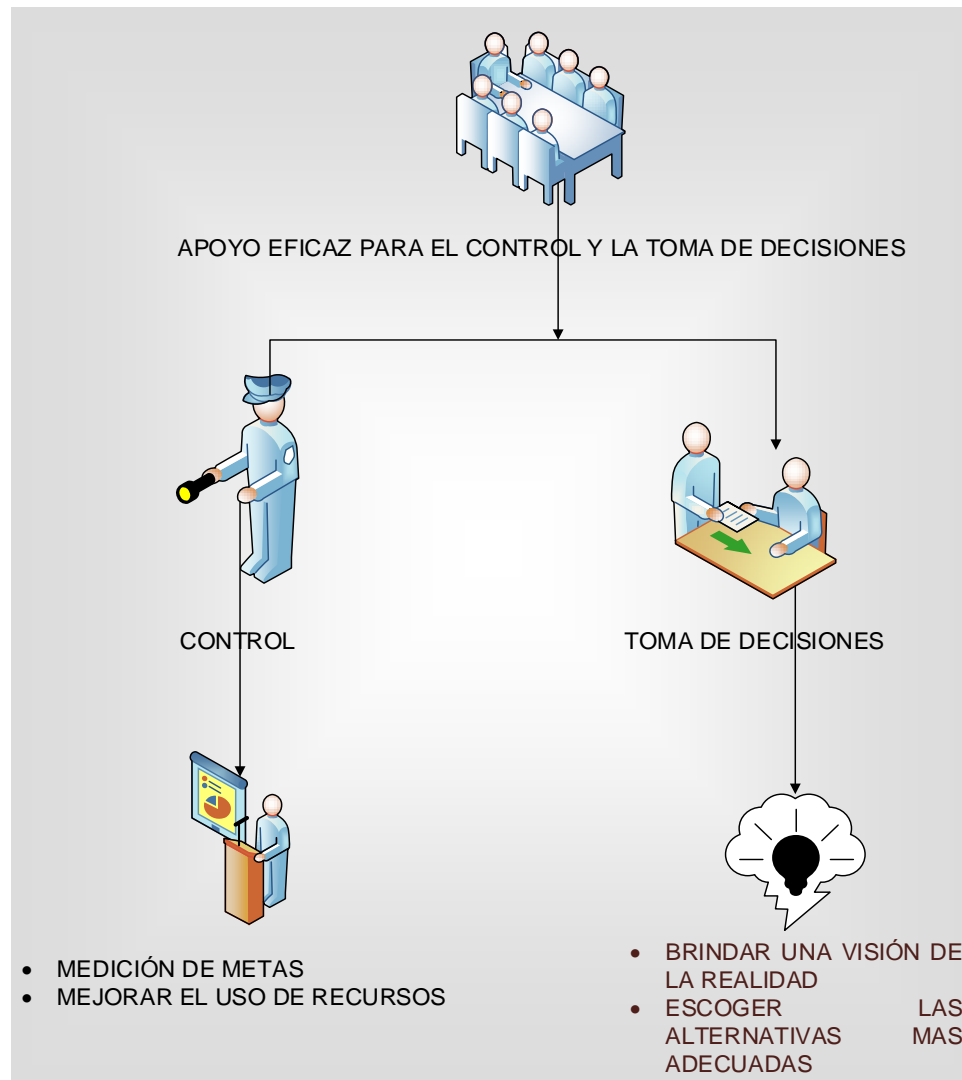 APOYO EFICAZ PARA EL CONTROL Y LA TOMA DE DECISIONES
CONTROL
TOMA DE DECISIONES
• MEDICIÓN DE METAS
• MEJORAR EL USO DE RECURSOS
• BRINDAR UNA VISIÓN DE
LA REALIDAD
• ESCOGER LAS
ALTERNATIVAS MAS
ADECUADAS